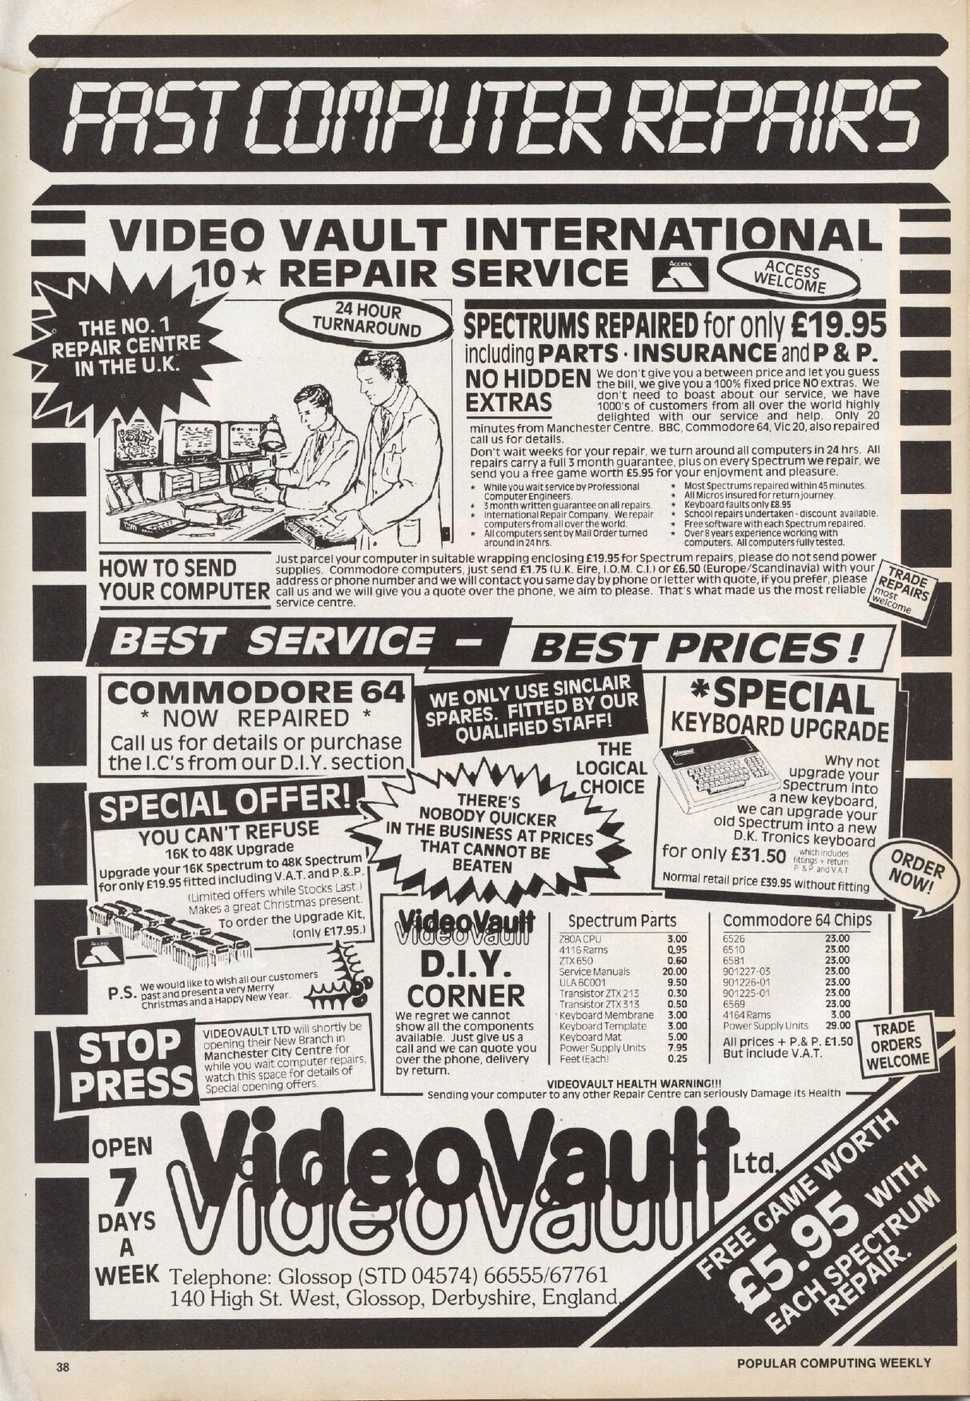 FAST COMPUTER REPAIRS
VIDEO VAULT INTERNATIONAL
10★ REPAIR SERVICE
Access
ACCESS
WELCOME
THE NO. 1
REPAIR CENTRE
IN THE U.K.
24 HOUR
TURNAROUND
SPECTRUMS REPAIRED for only £19.95
including PARTS · INSURANCE and P & P.
NO HIDDEN
EXTRAS
We don't give you a between price and let you guess
the bill, we give you a 100% fixed price NO extras. We
don't need to boast about our service, we have
1000's of customers from all over the world highly
delighted with our service and help. Only 20
minutes from Manchester Centre. BBC, Commodore 64, Vic 20, also repaired
call us for details.
Don't wait weeks for your repair, we turn around all computers in 24 hrs. All
repairs carry a full 3 month guarantee, plus on every Spectrum we repair, we
send you a free game worth £5.95 for your enjoyment and pleasure.
* While you wait service by Professional
Computer Engineers.
* 3 month written guarantee on all repairs.
* International Repair Company. We repair
computers from all over the world.
* All computers sent by Mail Order turned
around in 24 hrs.
* Most Spectrums repaired within 45 minutes.
* All Micros insured for return journey.
* Keyboard faults only £8.95
* School repairs undertaken - discount available.
* Free software with each Spectrum repaired.
* Over 8 years experience working with
computers. All computers fully tested.
HOW TO SEND
YOUR COMPUTER
Just parcel your computer in suitable wrapping enclosing £19.95 for Spectrum repairs, please do not send power
supplies. Commodore computers, just send £1.75 (U.K. Eire, I.O.M. C.I.) or £6.50 (Europe/Scandinavia) with your
address or phone number and we will contact you same day by phone or letter with quote, if you prefer, please
call us and we will give you a quote over the phone, we aim to please. That's what made us the most reliable
service centre.
TRADE
REPAIRS
most
welcome
BEST SERVICE –
BEST PRICES!
COMMODORE 64
* NOW REPAIRED *
Call us for details or purchase
the I.C's from our D.I.Y. section
WE ONLY USE SINCLAIR
SPARES. FITTED BY OUR
QUALIFIED STAFF!
THE
LOGICAL
CHOICE
*SPECIAL
KEYBOARD UPGRADE
Why not
upgrade your
Spectrum into
a new keyboard,
we can upgrade your
old Spectrum into a new
D.K. Tronics keyboard
for only £31.50
which includes
fittings + return
P. & P. and V.A.T
Normal retail price £39.95 without fitting
ORDER
NOW!
SPECIAL OFFER!
YOU CAN'T REFUSE
16K to 48K Upgrade
Upgrade your 16K Spectrum to 48K Spectrum
for only £19.95 fitted including V.A.T. and P.&.P.
(Limited offers while Stocks Last.)
Makes a great Christmas present.
To order the Upgrade Kit,
(only £17.95.)
Access
P.S. We would like to wish all our customers
past and present a very Merry
Christmas and a Happy New Year.
THERE'S
NOBODY QUICKER
IN THE BUSINESS AT PRICES
THAT CANNOT BE
BEATEN
VideoVault
VideoVault
D.I.Y.
CORNER
We regret we cannot
show all the components
available. Just give us a
call and we can quote you
over the phone, delivery
by return.
Spectrum Parts
Z80A CPU 3.00
4116 Rams 0.95
ZTX 650 0.60
Service Manuals 20.00
ULA 6C001 9.50
Transistor ZTX 213 0.30
Transistor ZTX 313 0.50
Keyboard Membrane 3.00
Keyboard Template 3.00
Keyboard Mat 5.00
Power Supply Units 7.95
Feet (Each) 0.25
Commodore 64 Chips
6526 23.00
6510 23.00
6581 23.00
901227-03 23.00
901226-01 23.00
901225-01 23.00
6569 23.00
4164 Rams 3.00
Power Supply Units 29.00
All prices + P.& P. £1.50
But include V.A.T.
TRADE
ORDERS
WELCOME
STOP
PRESS
VIDEOVAULT LTD will shortly be
opening their New Branch in
Manchester City Centre for
while you wait computer repairs,
watch this space for details of
Special opening offers.
VIDEOVAULT HEALTH WARNING!!!
Sending your computer to any other Repair Centre can seriously Damage its Health
OPEN
7
DAYS
A
WEEK
VideoVault Ltd.
VideoVault
Telephone: Glossop (STD 04574) 66555/67761
140 High St. West, Glossop, Derbyshire, England.
FREE GAME WORTH
£5.95 WITH
EACH SPECTRUM
REPAIR.
38
POPULAR COMPUTING WEEKLY